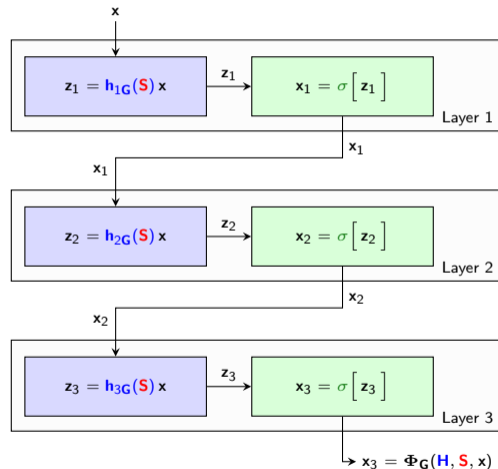 x
z₁ = h₁G(S) x
z₁
x₁ = σ[z₁]
Layer 1
x₁
x₁
z₂ = h₂G(S) x
z₂
x₂ = σ[z₂]
Layer 2
x₂
x₂
z₃ = h₃G(S) x
z₃
x₃ = σ[z₃]
Layer 3
x₃ = Φ_G(H, S, x)